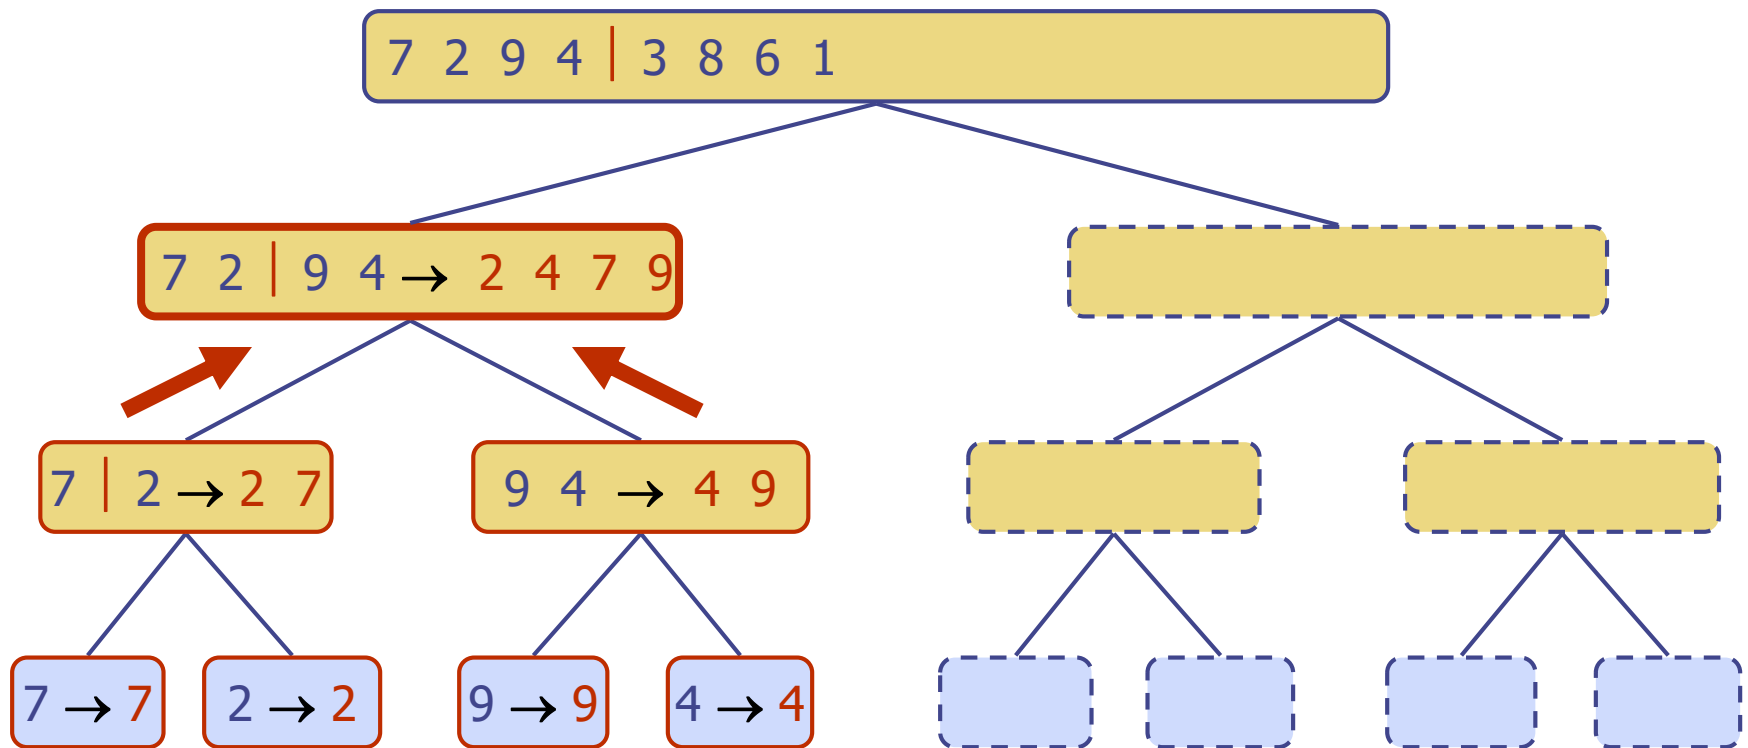 7 2 9 4 | 3 8 6 1
7 2 | 9 4 → 2 4 7 9
7 | 2 → 2 7
9 4 → 4 9
7 → 7
2 → 2
9 → 9
4 → 4